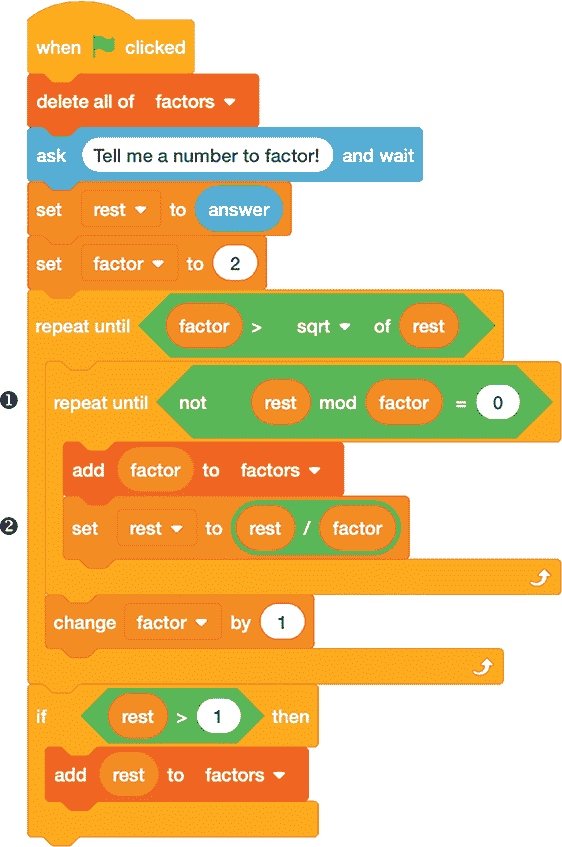 when clicked
delete all of factors
ask Tell me a number to factor! and wait
set rest to answer
set factor to 2
repeat until factor > sqrt of rest
❶ repeat until not rest mod factor = 0
add factor to factors
❷ set rest to rest / factor
change factor by 1
if rest > 1 then
add rest to factors